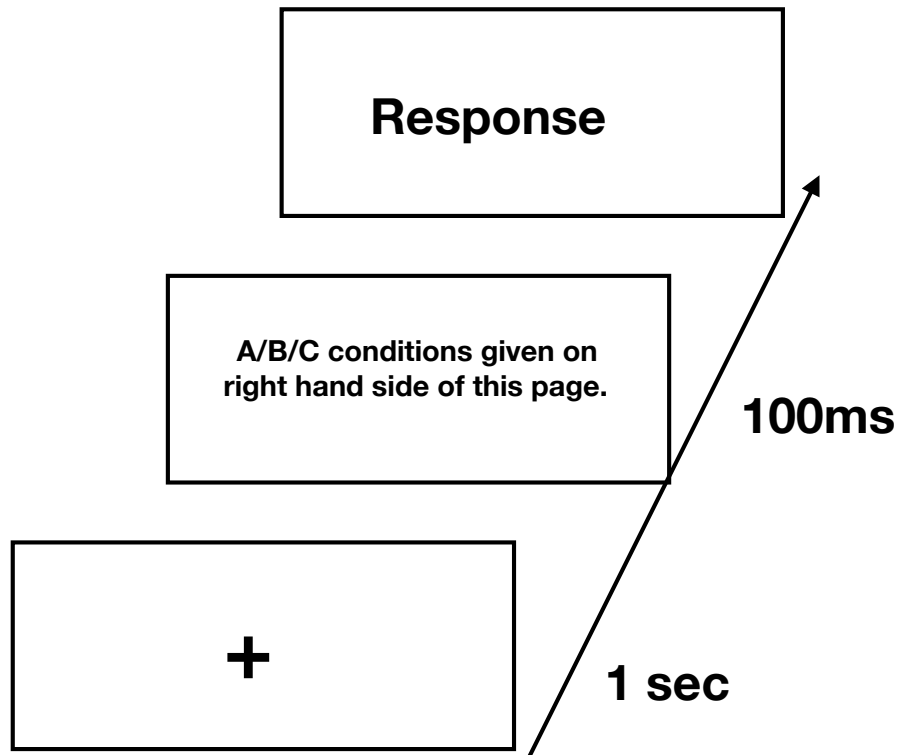 Response
A/B/C conditions given on
right hand side of this page.
100ms
+
1 sec